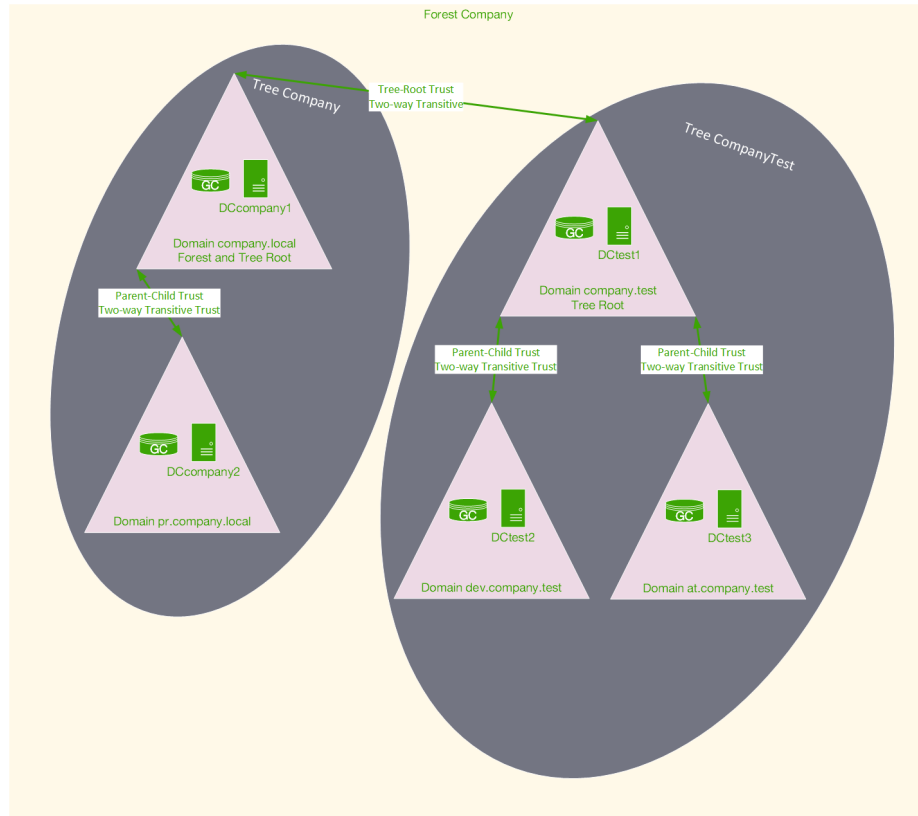 Forest Company
Tree Company
Tree-Root Trust
Two-way Transitive
Tree CompanyTest
GC
DCcompany1
Domain company.local
Forest and Tree Root
GC
DCtest1
Domain company.test
Tree Root
Parent-Child Trust
Two-way Transitive Trust
Parent-Child Trust
Two-way Transitive Trust
Parent-Child Trust
Two-way Transitive Trust
GC
DCcompany2
Domain pr.company.local
GC
DCtest2
Domain dev.company.test
GC
DCtest3
Domain at.company.test